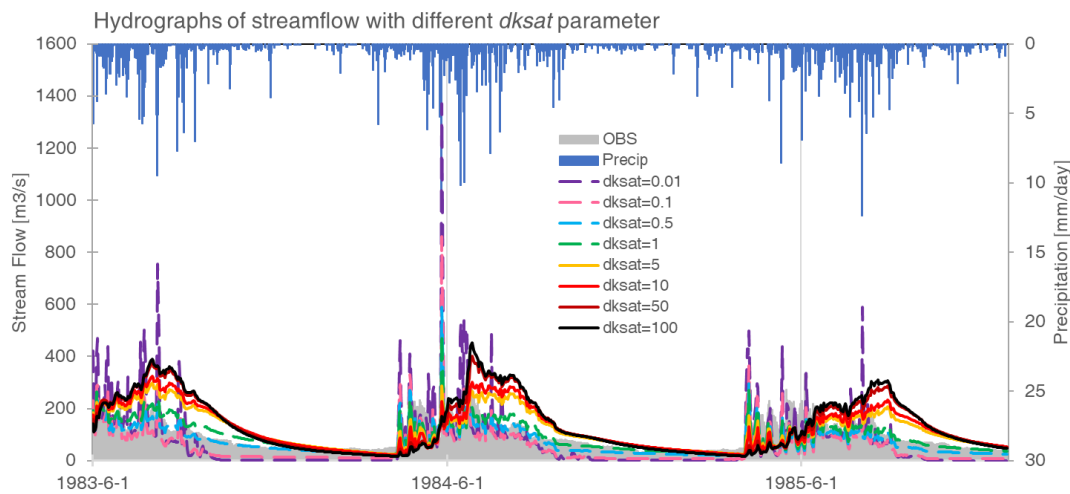 Hydrographs of streamflow with different dksat parameter
1600
1400
1200
1000
800
600
400
200
0
Stream Flow [m3/s]
0
5
10
15
20
25
30
Precipitation [mm/day]
OBS
Precip
dksat=0.01
dksat=0.1
dksat=0.5
dksat=1
dksat=5
dksat=10
dksat=50
dksat=100
1983-6-1
1984-6-1
1985-6-1